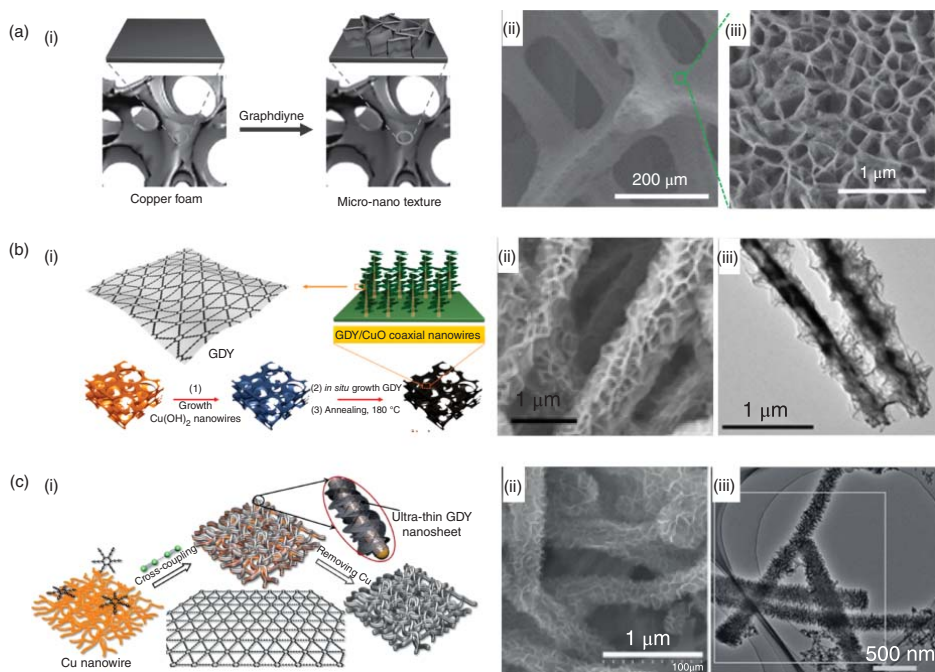 (a)
(i)
Graphdiyne
Copper foam
Micro-nano texture
(ii)
200 μm
(iii)
1 μm
(b)
(i)
GDY
GDY/CuO coaxial nanowires
(1)
Growth
Cu(OH)₂ nanowires
(2) in situ growth GDY
(3) Annealing, 180 °C
(ii)
1 μm
(iii)
1 μm
(c)
(i)
Cross-coupling
Removing Cu
Ultra-thin GDY
nanosheet
Cu nanowire
(ii)
1 μm
100μm
(iii)
500 nm